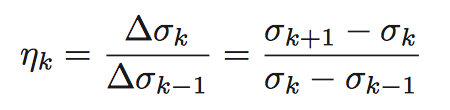 η_k = Δσ_k / Δσ_{k−1} = (σ_{k+1} − σ_k) / (σ_k − σ_{k−1})